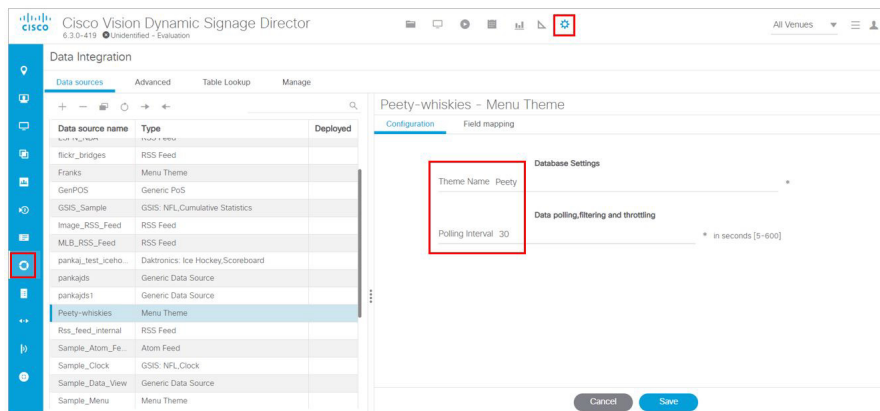 cisco
Cisco Vision Dynamic Signage Director
6.3.0-419 Unidentified - Evaluation
All Venues
Data Integration
Data sources Advanced Table Lookup Manage
Data source name Type Deployed
ESPN_NBA RSS Feed
flickr_bridges RSS Feed
Franks Menu Theme
GenPOS Generic PoS
GSIS_Sample GSIS: NFL,Cumulative Statistics
Image_RSS_Feed RSS Feed
MLB_RSS_Feed RSS Feed
pankaj_test_iceho... Daktronics: Ice Hockey,Scoreboard
pankajds Generic Data Source
pankajds1 Generic Data Source
Peety-whiskies Menu Theme
Rss_feed_internal RSS Feed
Sample_Atom_Fe... Atom Feed
Sample_Clock GSIS: NFL,Clock
Sample_Data_View Generic Data Source
Sample_Menu Menu Theme
Peety-whiskies - Menu Theme
Configuration Field mapping
Database Settings
Theme Name Peety *
Data polling,filtering and throttling
Polling Interval 30 * in seconds [5-600]
Cancel Save